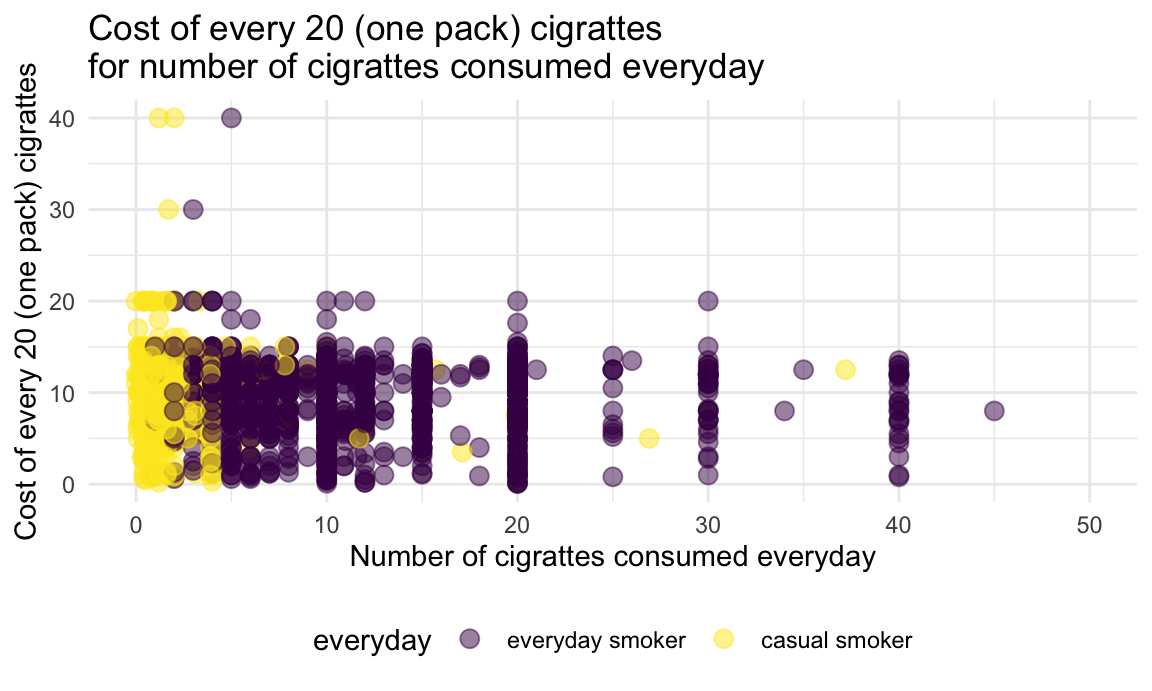 Cost of every 20 (one pack) cigrattes
for number of cigrattes consumed everyday
Cost of every 20 (one pack) cigrattes
40
30
20
10
0
0 10 20 30 40 50
Number of cigrattes consumed everyday
everyday everyday smoker casual smoker